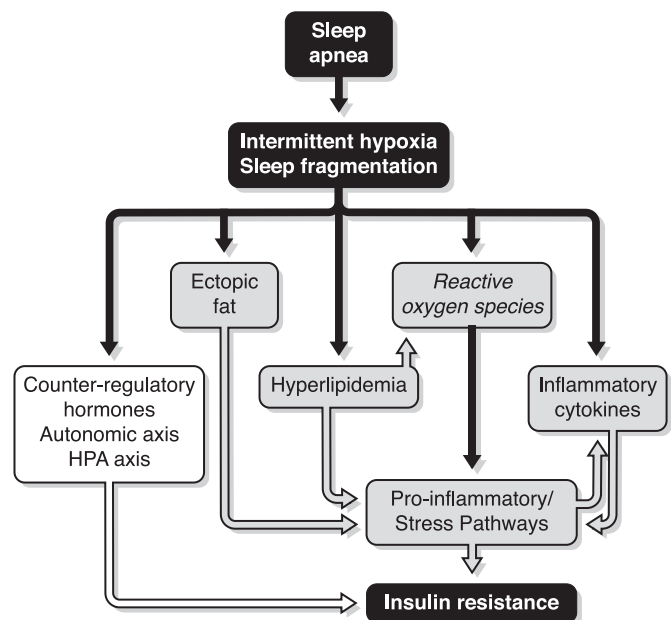 Sleep
apnea
Intermittent hypoxia
Sleep fragmentation
Ectopic
fat
Reactive
oxygen species
Counter-regulatory
hormones
Autonomic axis
HPA axis
Hyperlipidemia
Inflammatory
cytokines
Pro-inflammatory/
Stress Pathways
Insulin resistance